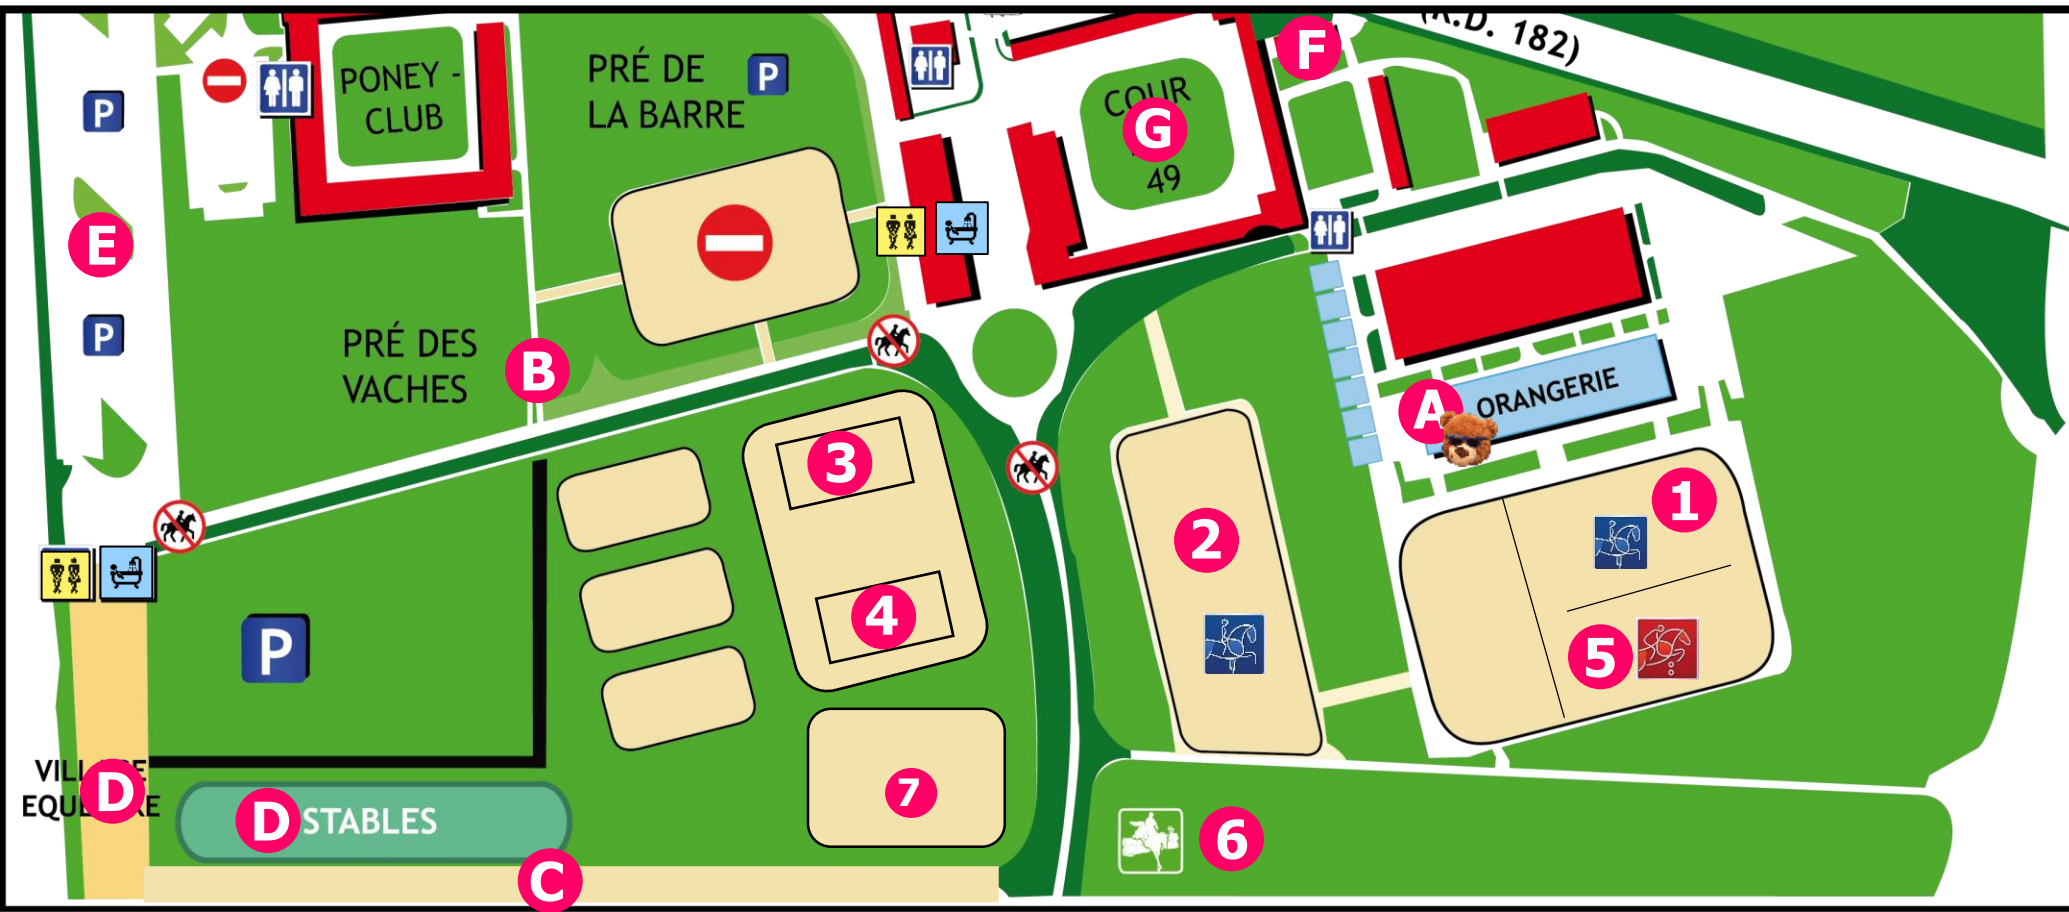 (R.D. 182)
F
P
PONEY -
CLUB
PRÉ DE
LA BARRE
P
COUR
G
49
E
P
PRÉ DES
VACHES
B
A
ORANGERIE
3
1
2
4
5
P
D
D
STABLES
7
6
C